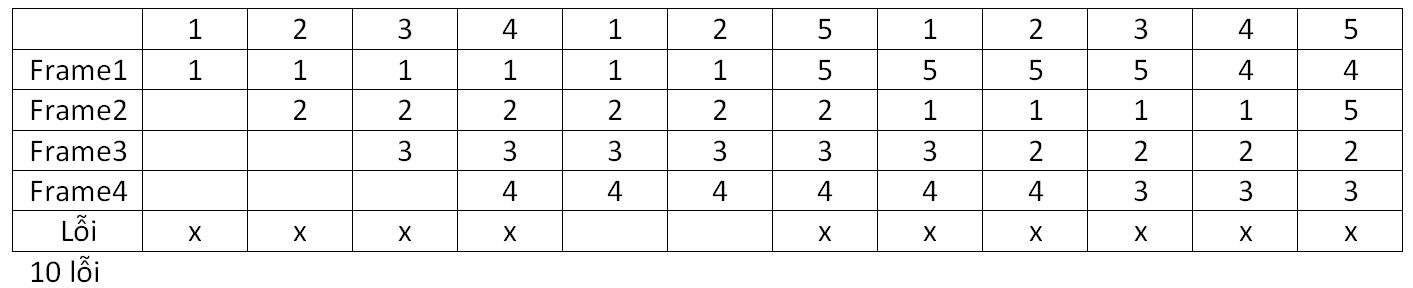 1 2 3 4 1 2 5 1 2 3 4 5
Frame1 1 1 1 1 1 1 5 5 5 5 4 4
Frame2 2 2 2 2 2 2 1 1 1 1 5
Frame3 3 3 3 3 3 3 2 2 2 2
Frame4 4 4 4 4 4 4 3 3 3
Lỗi x x x x x x x x x x
10 lỗi